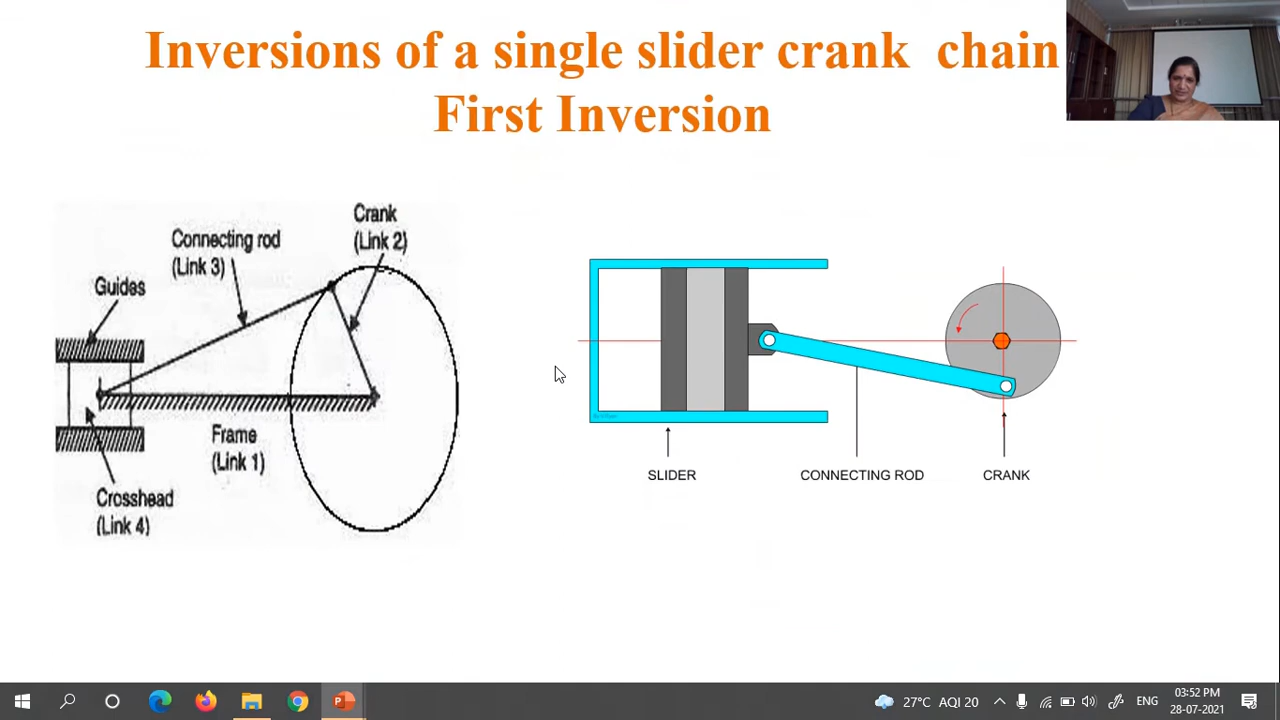 Inversions of a single slider crank chain
First Inversion
Crank
(Link 2)
Connecting rod
(Link 3)
Guides
Frame
(Link 1)
Crosshead
(Link 4)
SLIDER
CONNECTING ROD
CRANK
27°C AQI 20
ENG
03:52 PM
28-07-2021